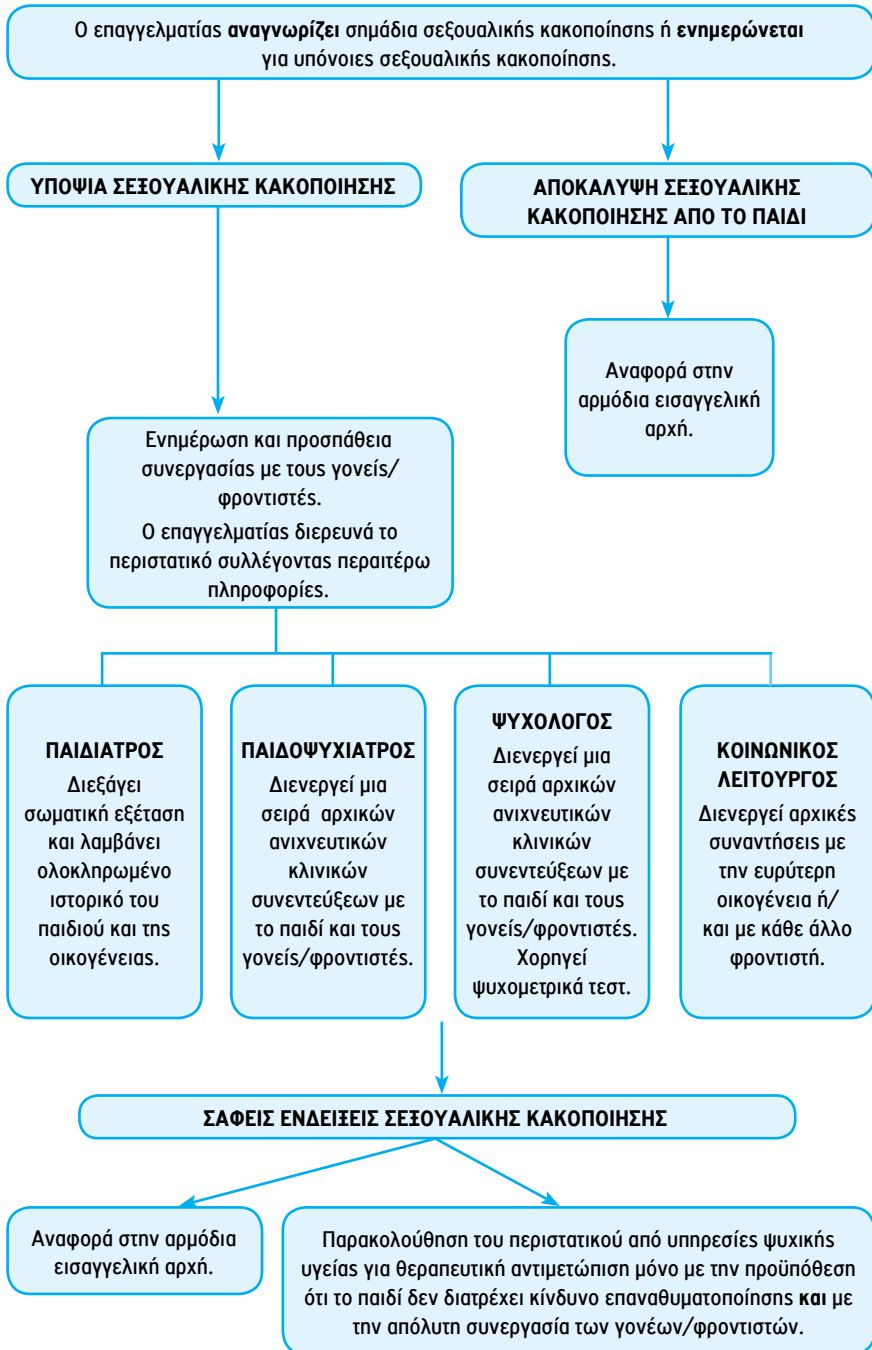 Ο επαγγελματίας αναγνωρίζει σημάδια σεξουαλικής κακοποίησης ή ενημερώνεται
για υπόνοιες σεξουαλικής κακοποίησης.
ΥΠΟΨΙΑ ΣΕΞΟΥΑΛΙΚΗΣ ΚΑΚΟΠΟΙΗΣΗΣ
ΑΠΟΚΑΛΥΨΗ ΣΕΞΟΥΑΛΙΚΗΣ
ΚΑΚΟΠΟΙΗΣΗΣ ΑΠΟ ΤΟ ΠΑΙΔΙ
Αναφορά στην
αρμόδια εισαγγελική
αρχή.
Ενημέρωση και προσπάθεια
συνεργασίας με τους γονείς/
φροντιστές.
Ο επαγγελματίας διερευνά το
περιστατικό συλλέγοντας περαιτέρω
πληροφορίες.
ΠΑΙΔΙΑΤΡΟΣ
Διεξάγει
σωματική εξέταση
και λαμβάνει
ολοκληρωμένο
ιστορικό του
παιδιού και της
οικογένειας.
ΠΑΙΔΟΨΥΧΙΑΤΡΟΣ
Διενεργεί μια
σειρά αρχικών
ανιχνευτικών
κλινικών
συνεντεύξεων με
το παιδί και τους
γονείς/φροντιστές.
ΨΥΧΟΛΟΓΟΣ
Διενεργεί μια
σειρά αρχικών
ανιχνευτικών
κλινικών
συνεντεύξεων με
το παιδί και τους
γονείς/φροντιστές.
Χορηγεί
ψυχομετρικά τεστ.
ΚΟΙΝΩΝΙΚΟΣ
ΛΕΙΤΟΥΡΓΟΣ
Διενεργεί αρχικές
συναντήσεις με
την ευρύτερη
οικογένεια ή/
και με κάθε άλλο
φροντιστή.
ΣΑΦΕΙΣ ΕΝΔΕΙΞΕΙΣ ΣΕΞΟΥΑΛΙΚΗΣ ΚΑΚΟΠΟΙΗΣΗΣ
Αναφορά στην αρμόδια
εισαγγελική αρχή.
Παρακολούθηση του περιστατικού από υπηρεσίες ψυχικής
υγείας για θεραπευτική αντιμετώπιση μόνο με την προϋπόθεση
ότι το παιδί δεν διατρέχει κίνδυνο επαναθυματοποίησης και με
την απόλυτη συνεργασία των γονέων/φροντιστών.